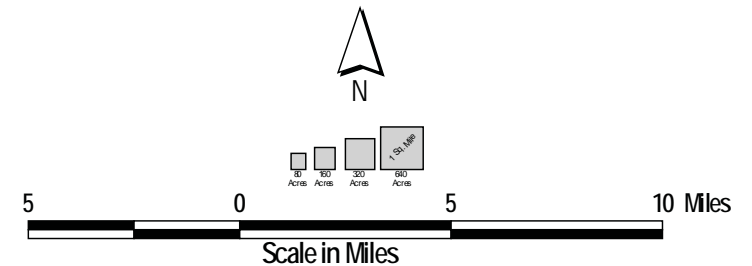 N
1 Sq. Mile
80 160 320 640
Acres Acres Acres Acres
5 0 5 10 Miles
Scale in Miles